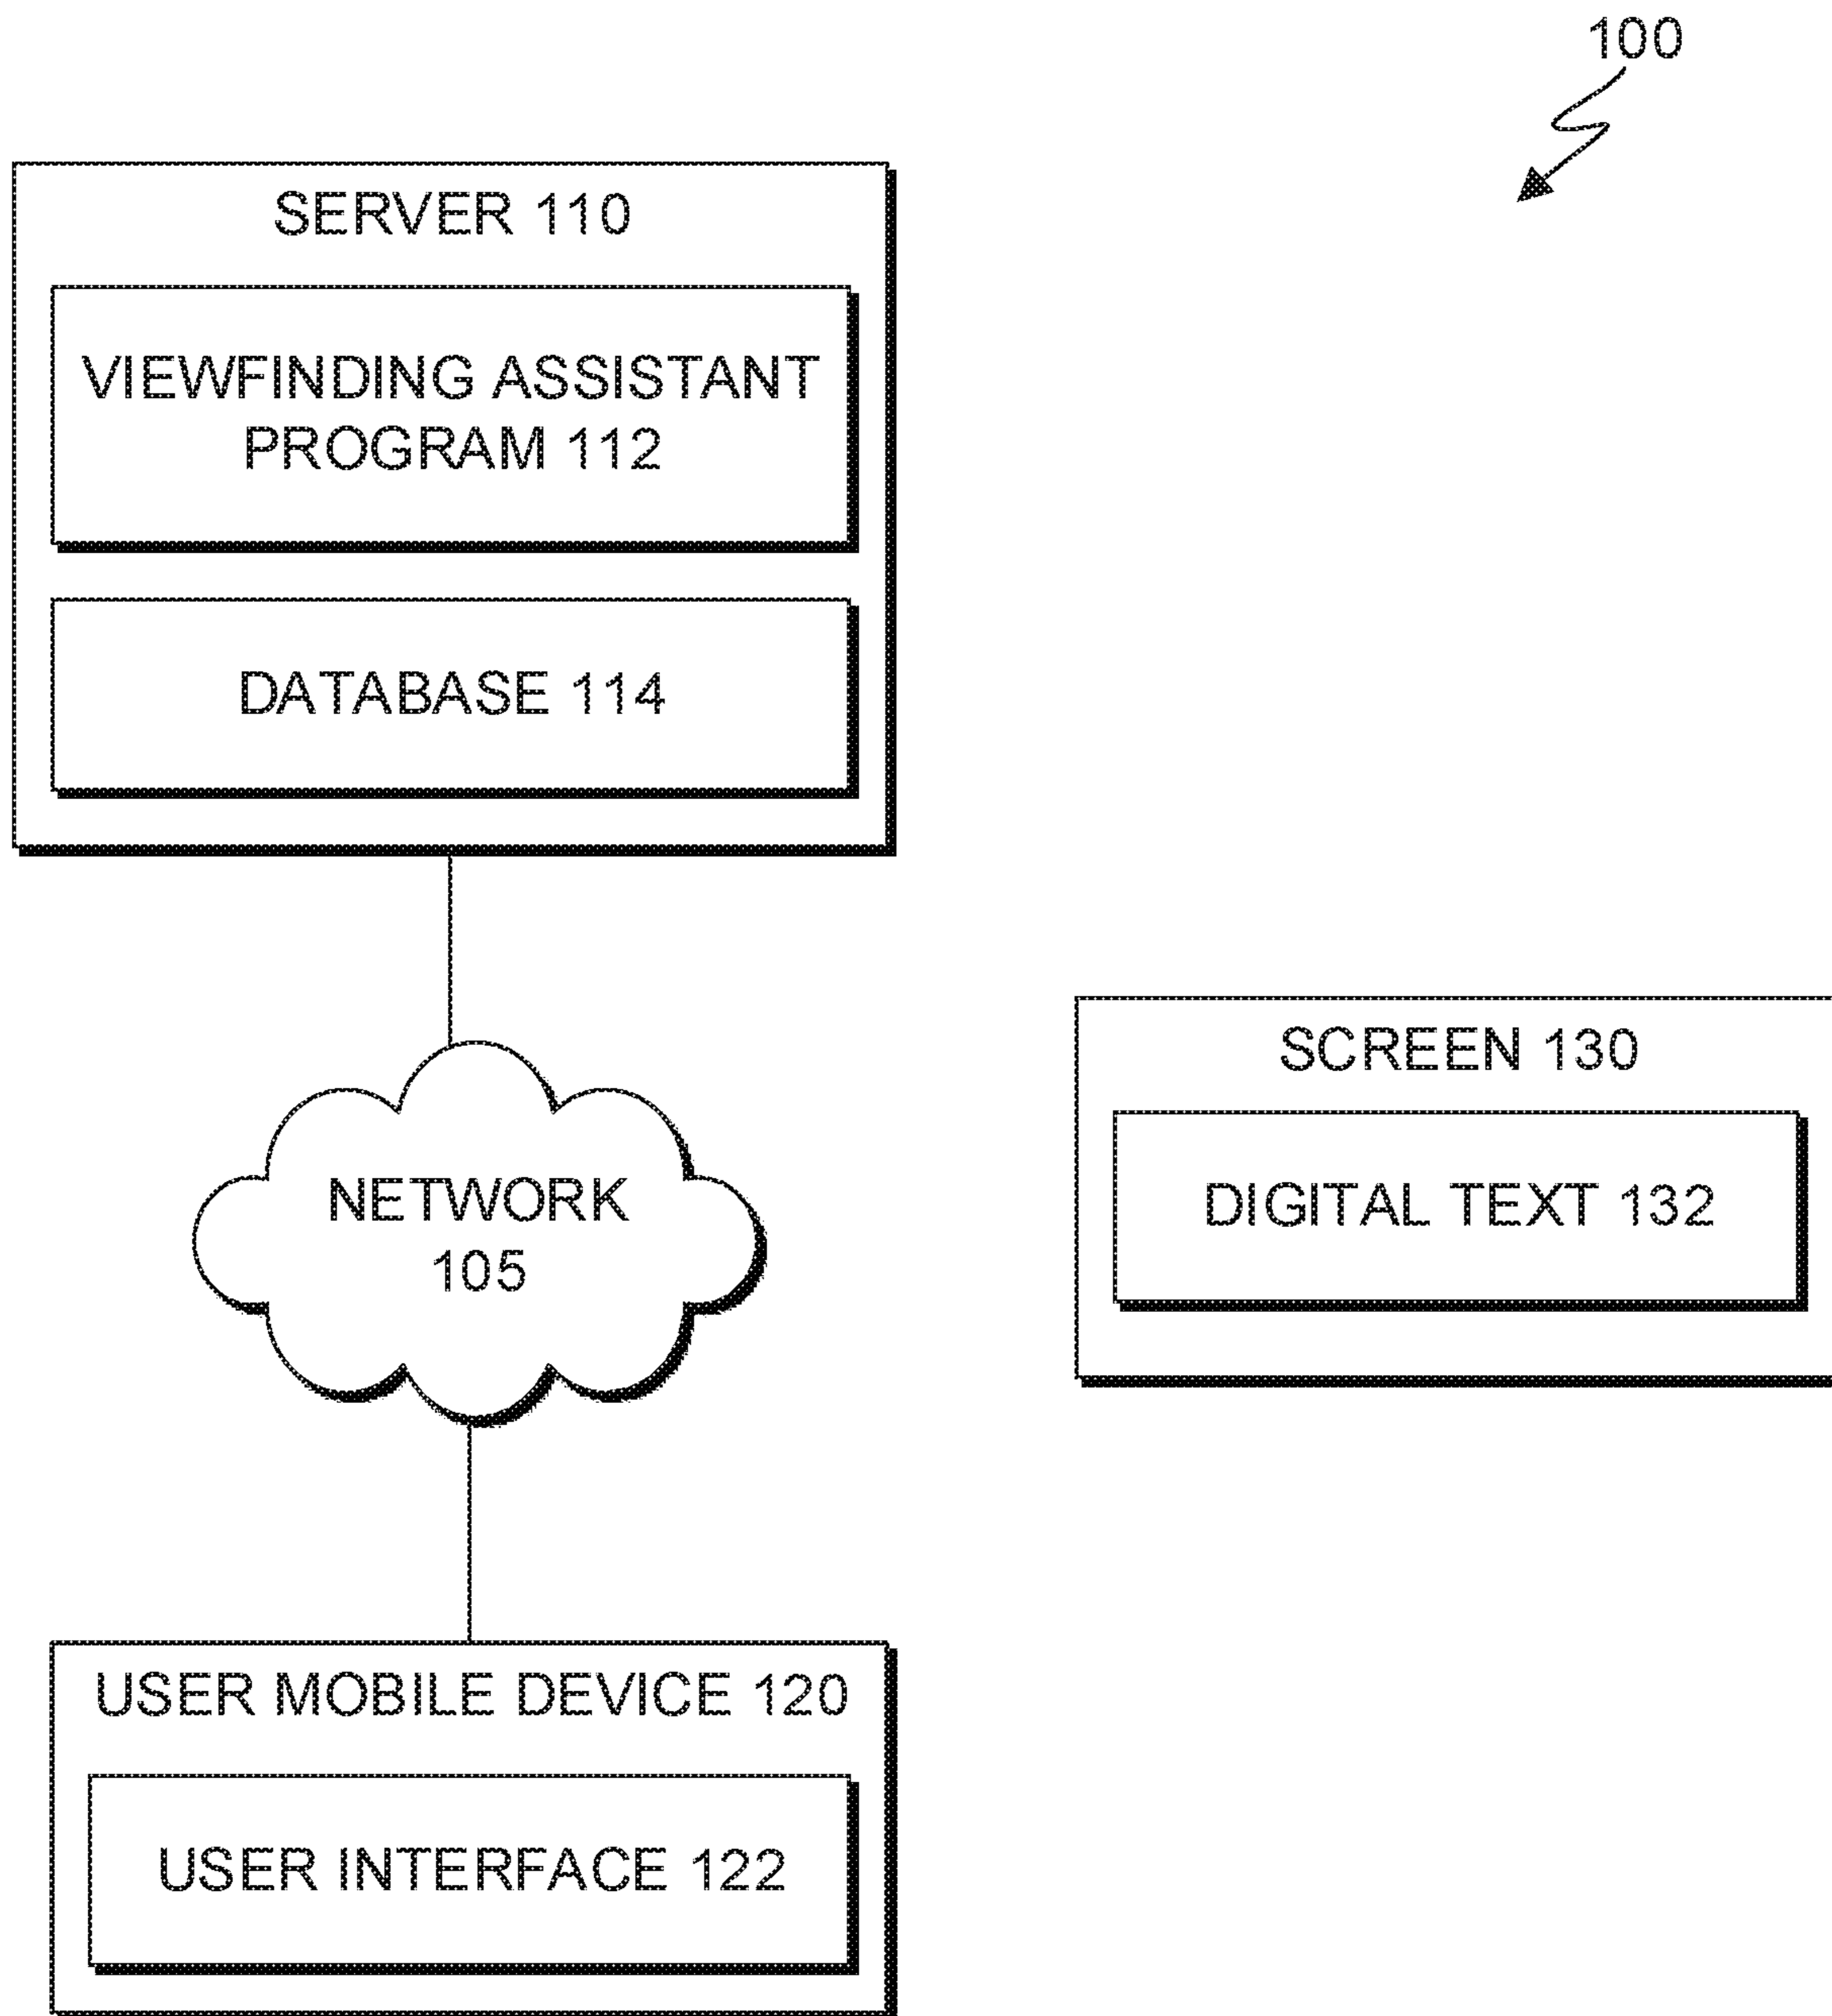 100
SERVER 110
VIEWFINDING ASSISTANT
PROGRAM 112
DATABASE 114
NETWORK
105
SCREEN 130
DIGITAL TEXT 132
USER MOBILE DEVICE 120
USER INTERFACE 122